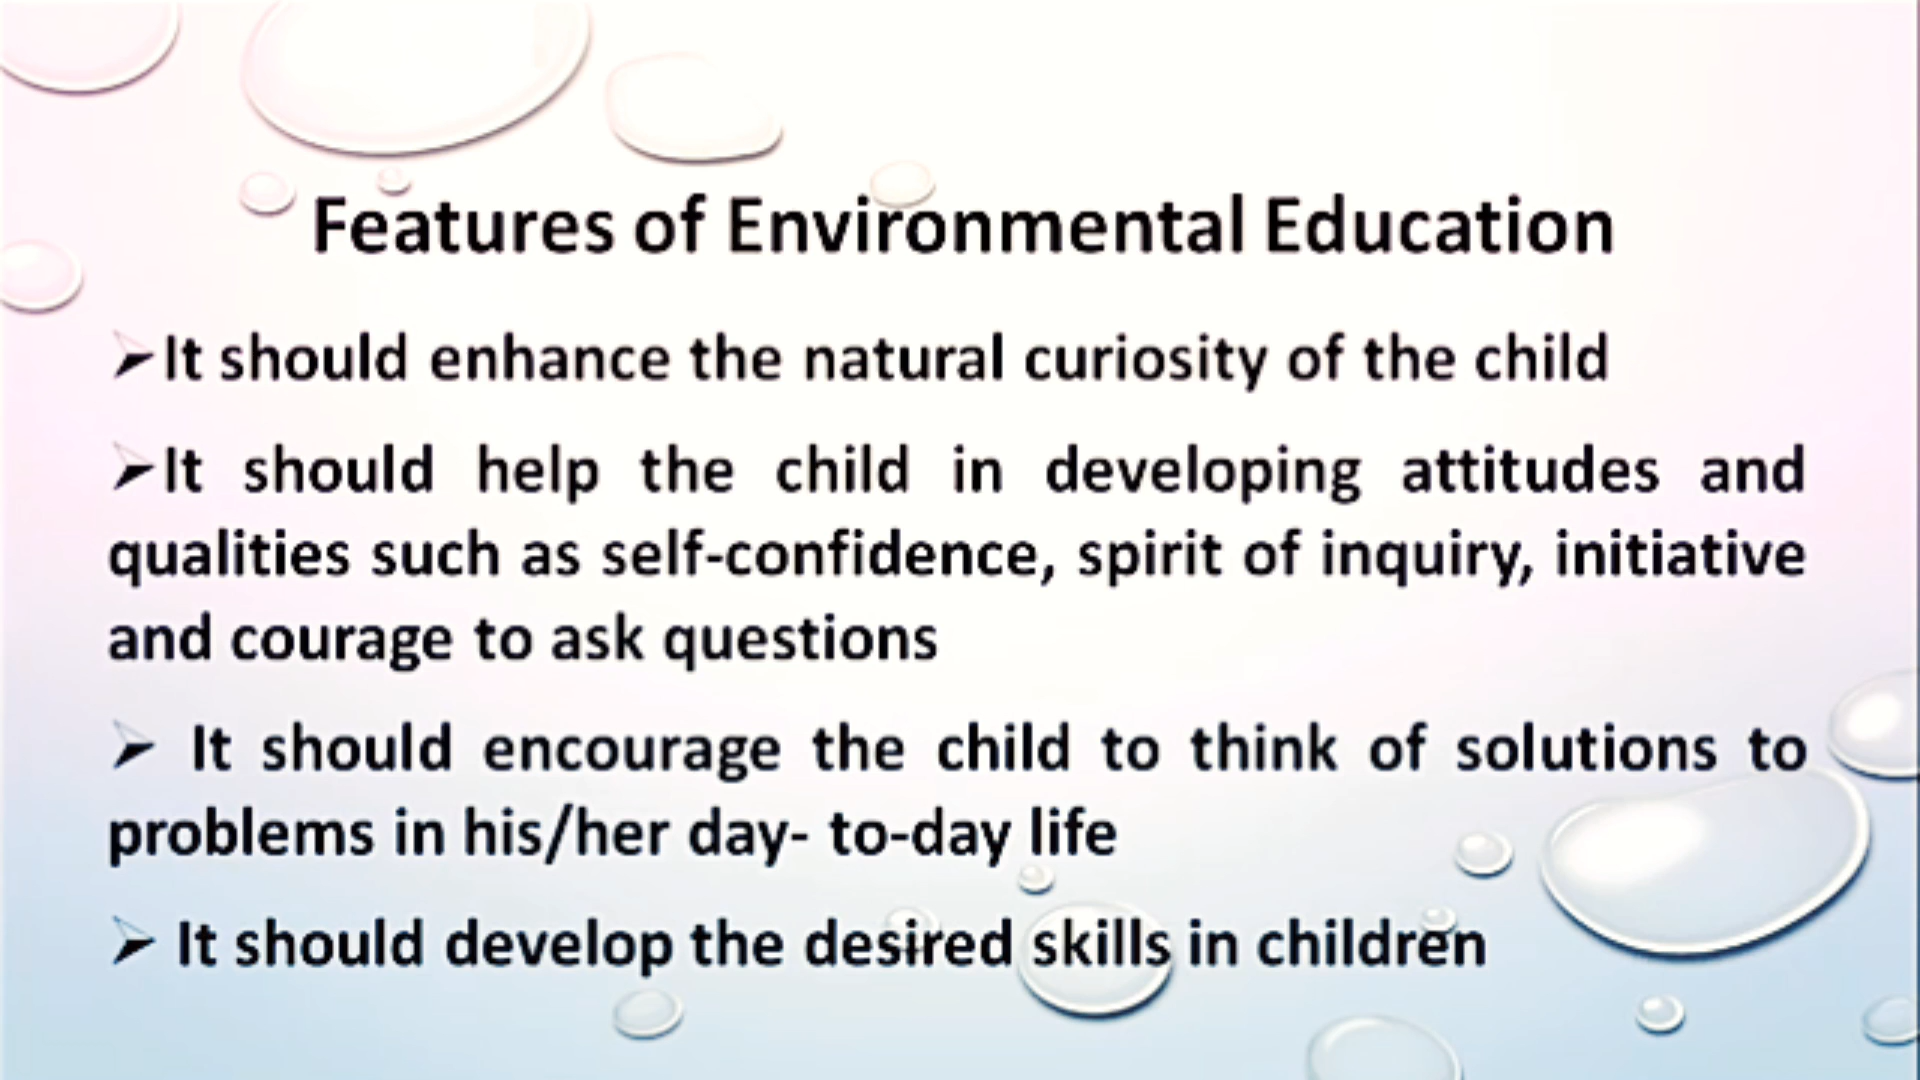 Features of Environmental Education
➢It should enhance the natural curiosity of the child
➢It should help the child in developing attitudes and
qualities such as self-confidence, spirit of inquiry, initiative
and courage to ask questions
➢ It should encourage the child to think of solutions to
problems in his/her day- to-day life
➢ It should develop the desired skills in children